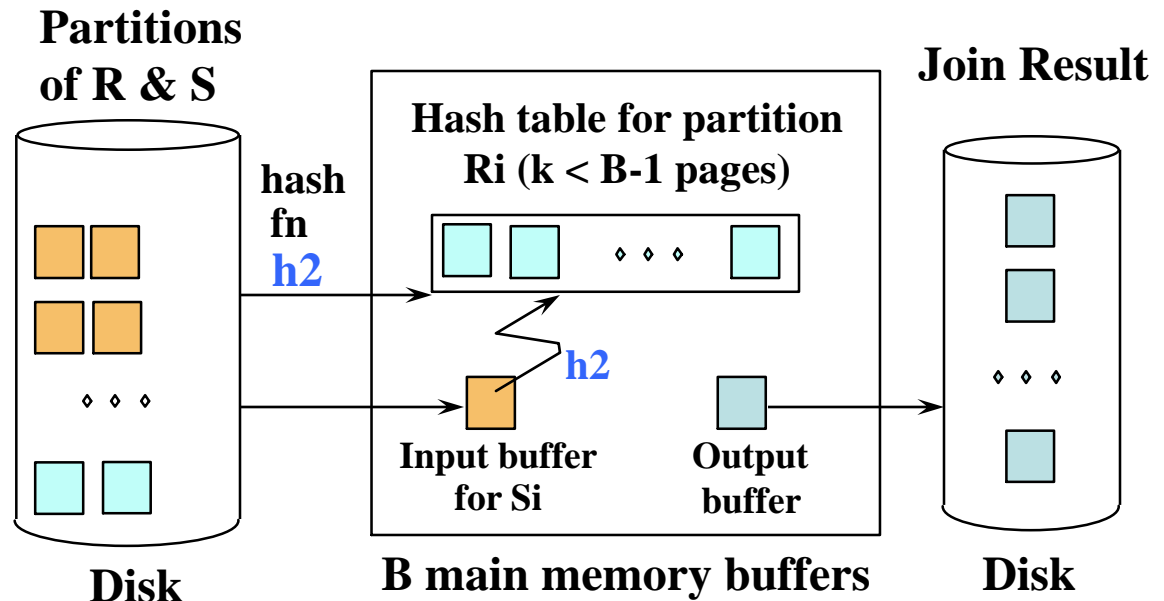 Partitions
of R & S
Join Result
Hash table for partition
Ri (k < B-1 pages)
hash
fn
h2
h2
Input buffer
for Si
Output
buffer
B main memory buffers
Disk
Disk